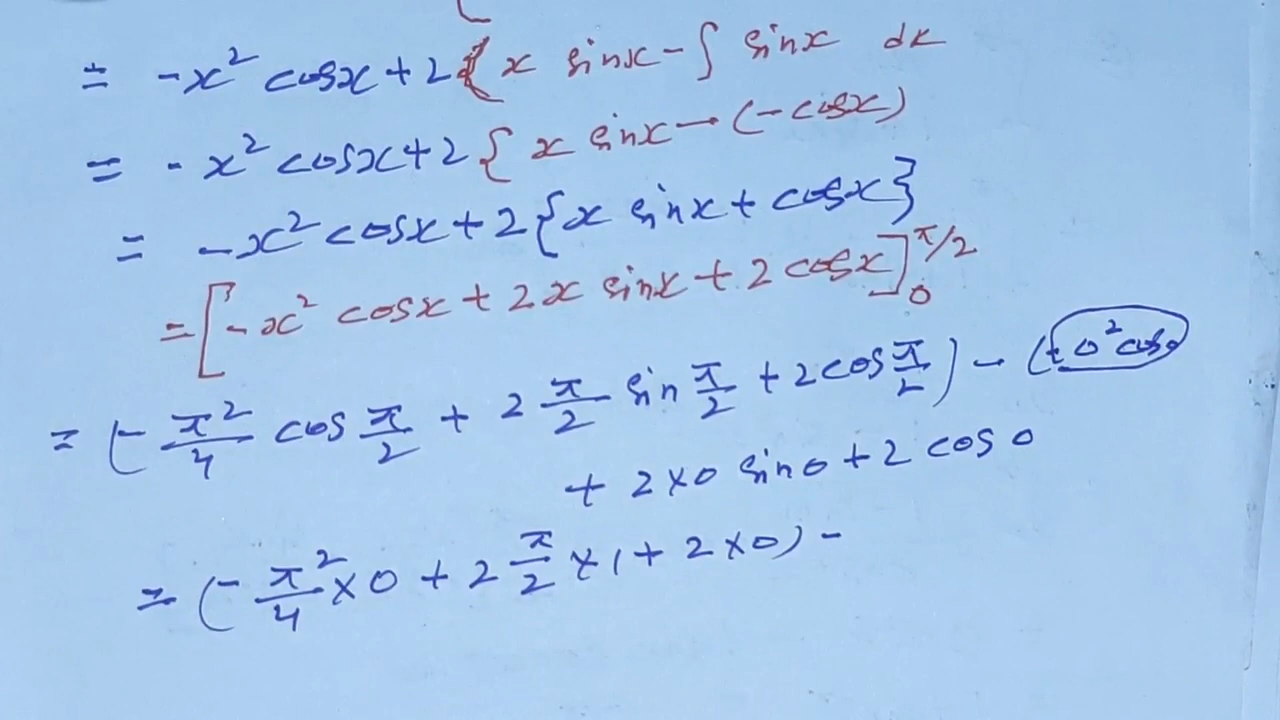 = -x² cosx + 2{ x sinx - ∫ sinx dx
= -x² cosx + 2{ x sinx - (-cosx)
= -x² cosx + 2{x sinx + cosx}
= [-x² cosx + 2x sinx + 2 cosx]₀^π/2
= (-π²/4 cos π/2 + 2 π/2 sin π/2 + 2cos π/2) - (- 0² cos0
+ 2×0 sin0 + 2 cos 0
= (-π²/4 ×0 + 2 π/2 ×1 + 2×0) -